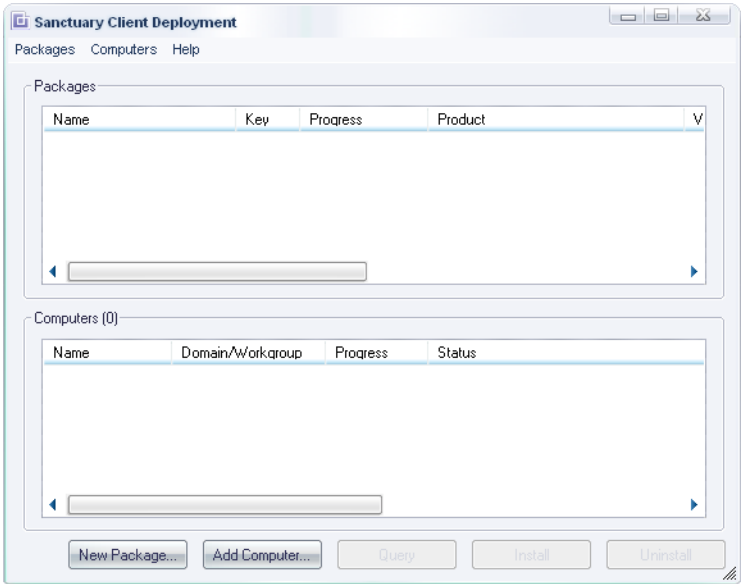 Sanctuary Client Deployment
Packages Computers Help
Packages
Name Key Progress Product V
Computers (0)
Name Domain/Workgroup Progress Status
New Package... Add Computer... Query Install Uninstall